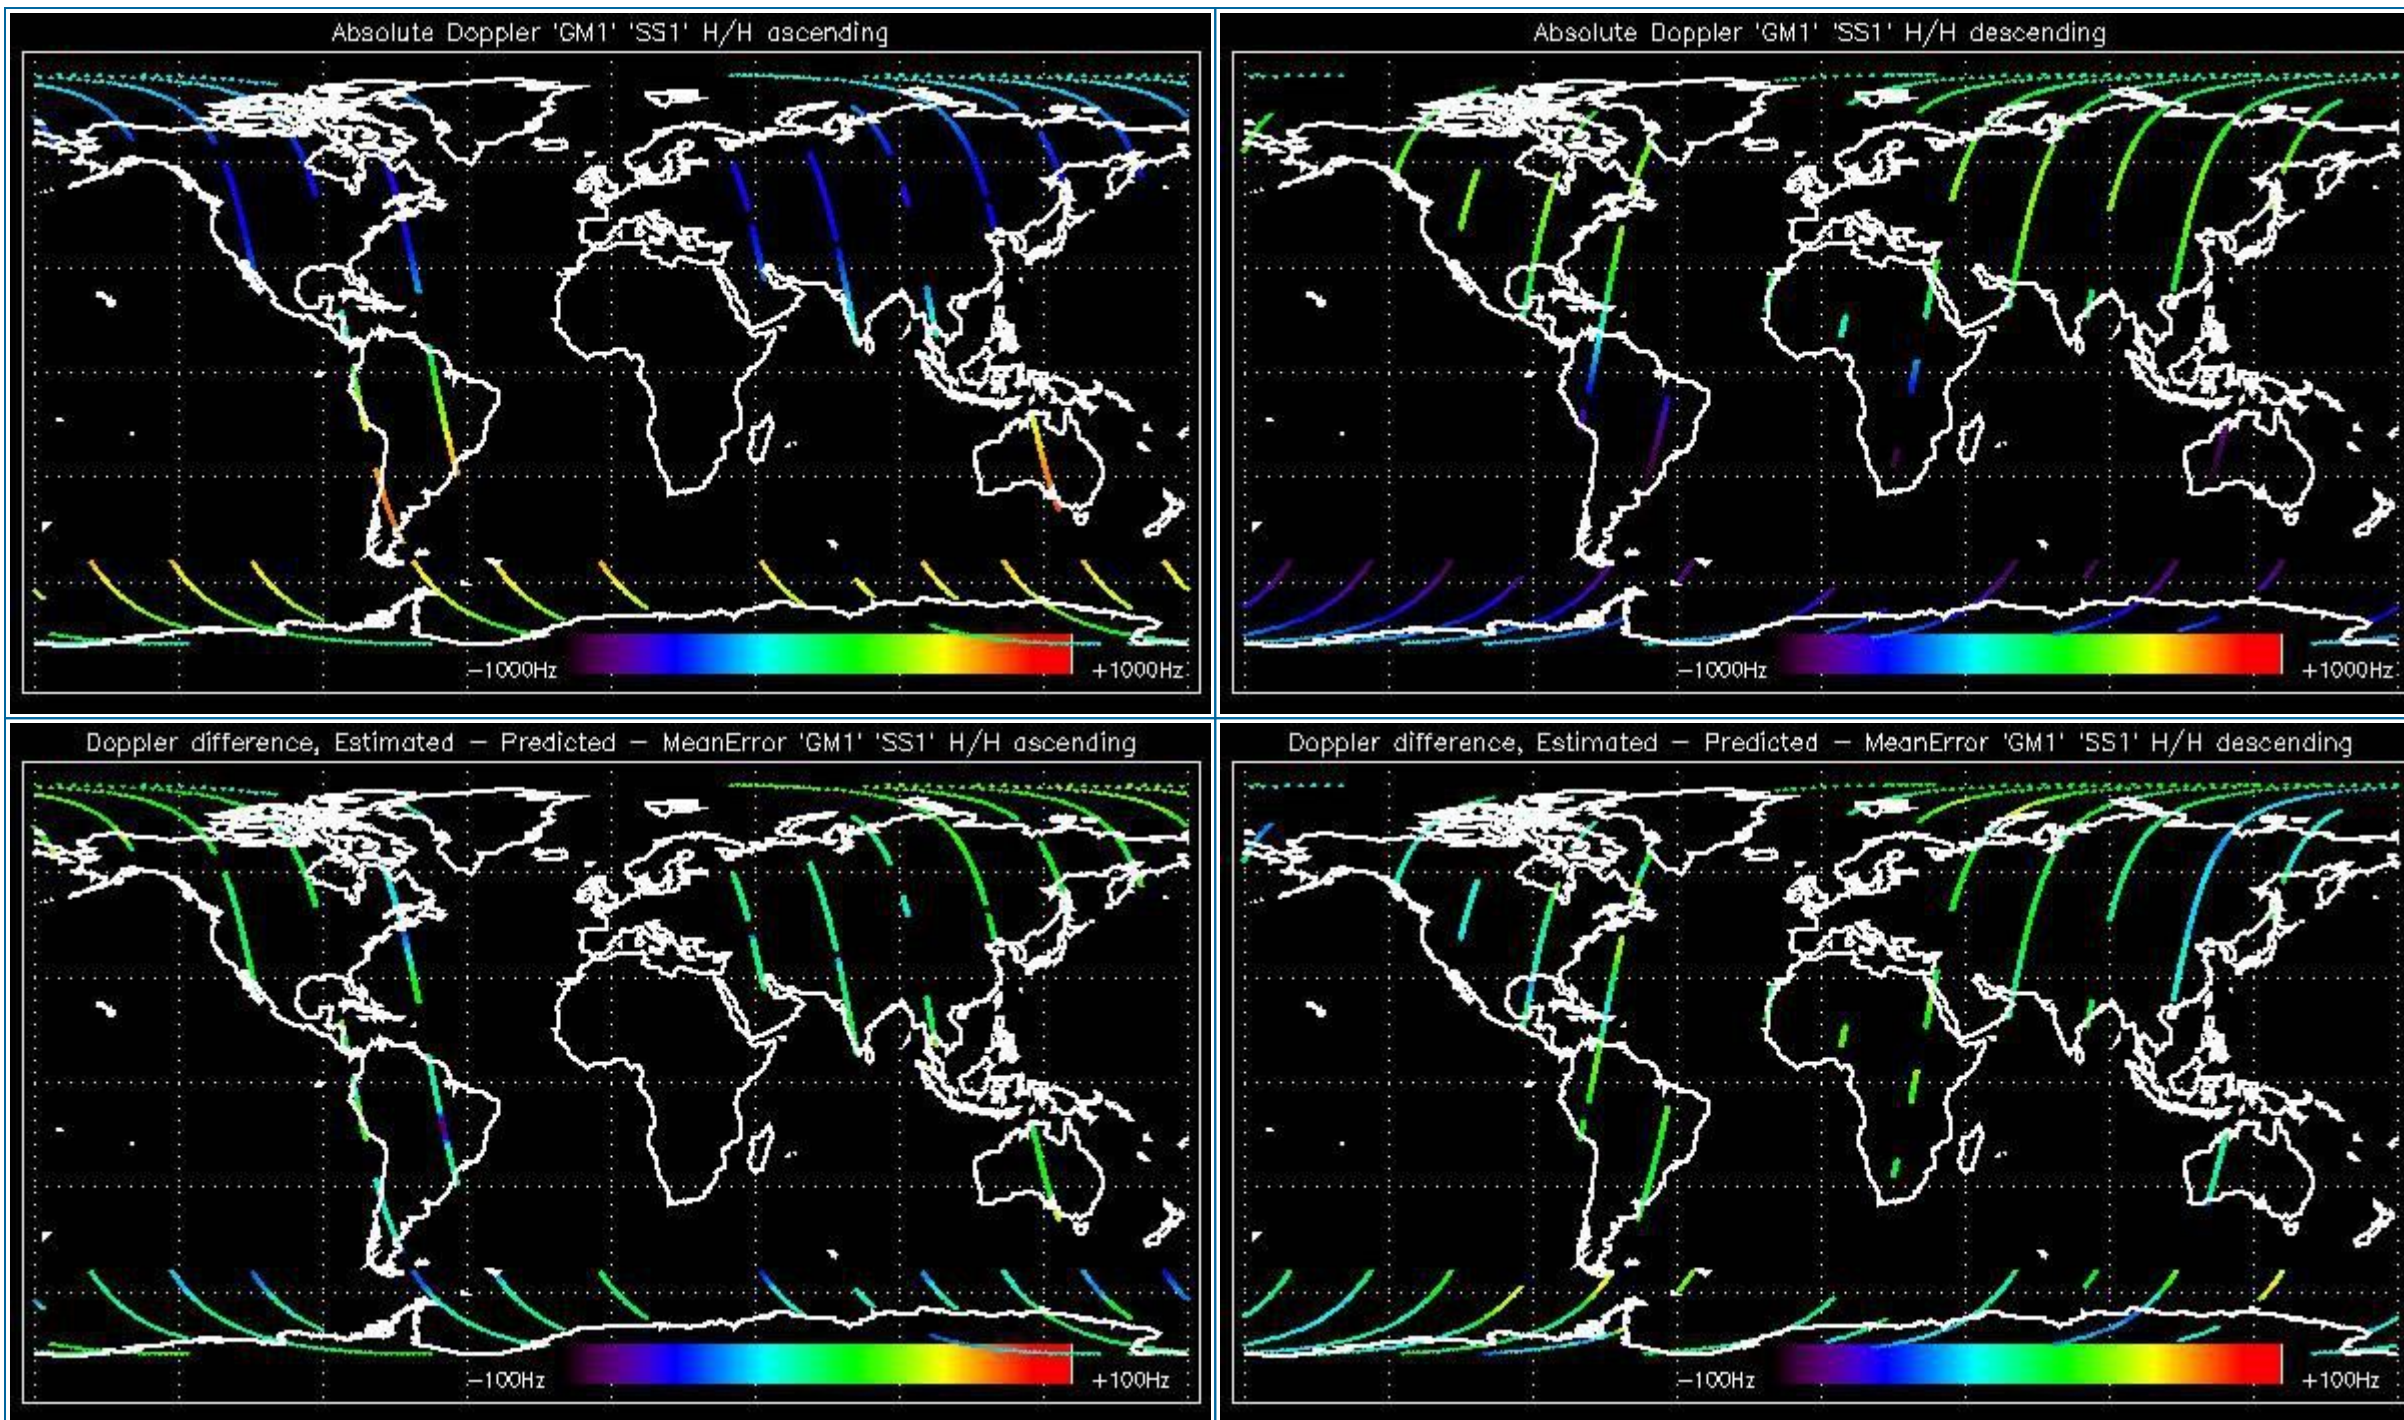 Absolute Doppler 'GM1' 'SS1' H/H ascending
-1000Hz
+1000Hz
Absolute Doppler 'GM1' 'SS1' H/H descending
-1000Hz
+1000Hz
Doppler difference, Estimated – Predicted – MeanError 'GM1' 'SS1' H/H ascending
-100Hz
+100Hz
Doppler difference, Estimated – Predicted – MeanError 'GM1' 'SS1' H/H descending
-100Hz
+100Hz